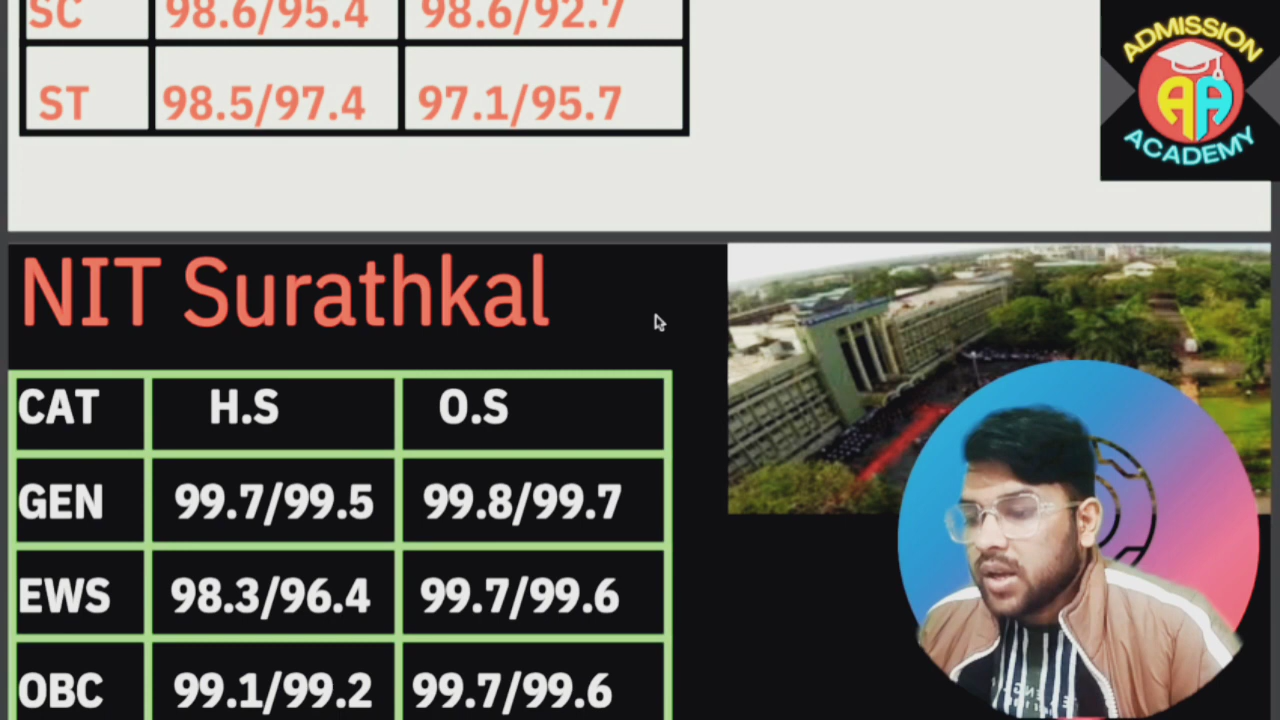 SC 98.6/95.4 98.6/92.7
ST 98.5/97.4 97.1/95.7
ADMISSION
AA
ACADEMY
NIT Surathkal
CAT H.S O.S
GEN 99.7/99.5 99.8/99.7
EWS 98.3/96.4 99.7/99.6
OBC 99.1/99.2 99.7/99.6